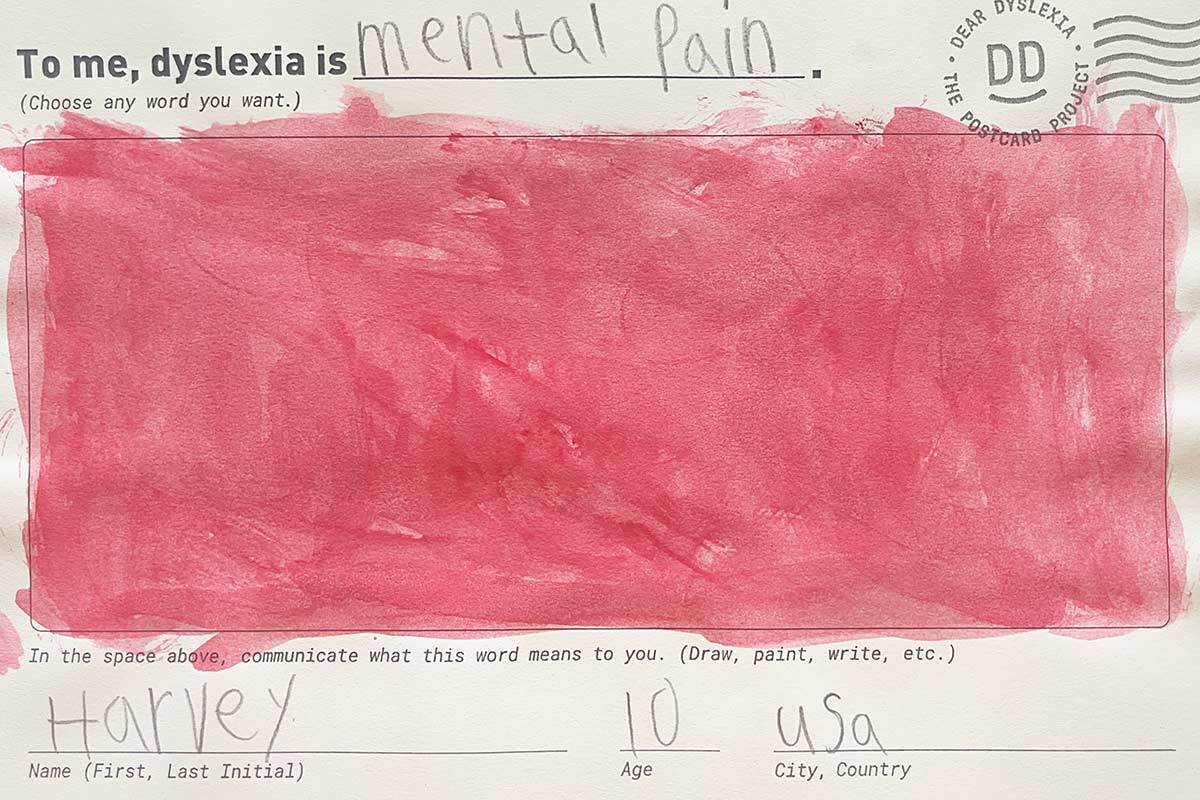 To me, dyslexia is mental Pain.
(Choose any word you want.)
DEAR DYSLEXIA • THE POSTCARD PROJECT •
DD
In the space above, communicate what this word means to you. (Draw, paint, write, etc.)
Harvey 10 USa
Name (First, Last Initial) Age City, Country